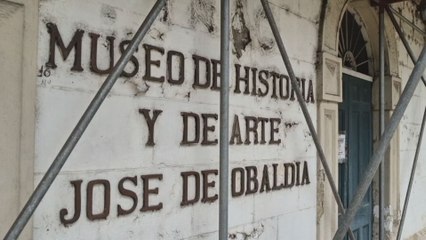 MUSEO DE HISTORIA
Y DE ARTE
JOSE DE OBALDIA